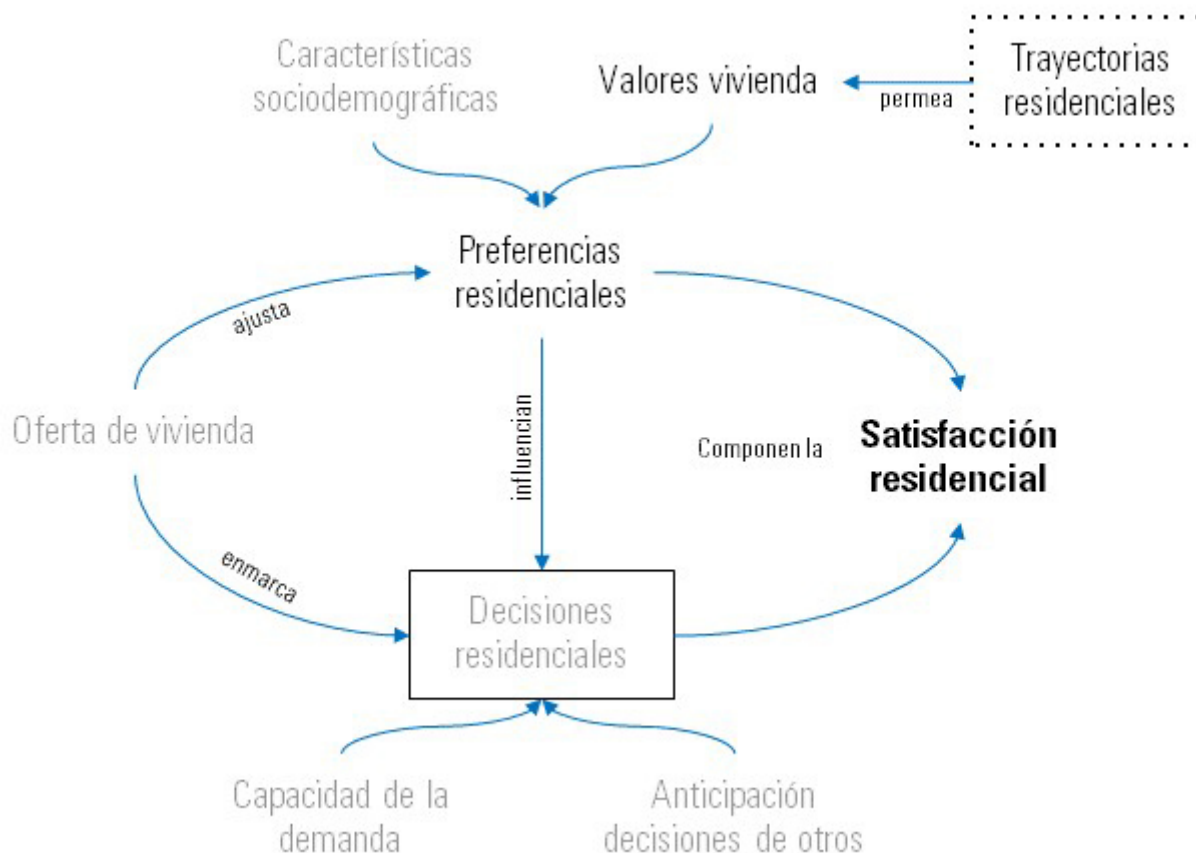 Característísticas
sociodemográficas
Valores vivienda
permea
Trayectorias
residenciales
Preferencias
residenciales
ajusta
Oferta de vivienda
influencian
Componen la
Satisfacción
residencial
enmarca
Decisiones
residenciales
Capacidad de la
demanda
Anticipación
decisiones de otros